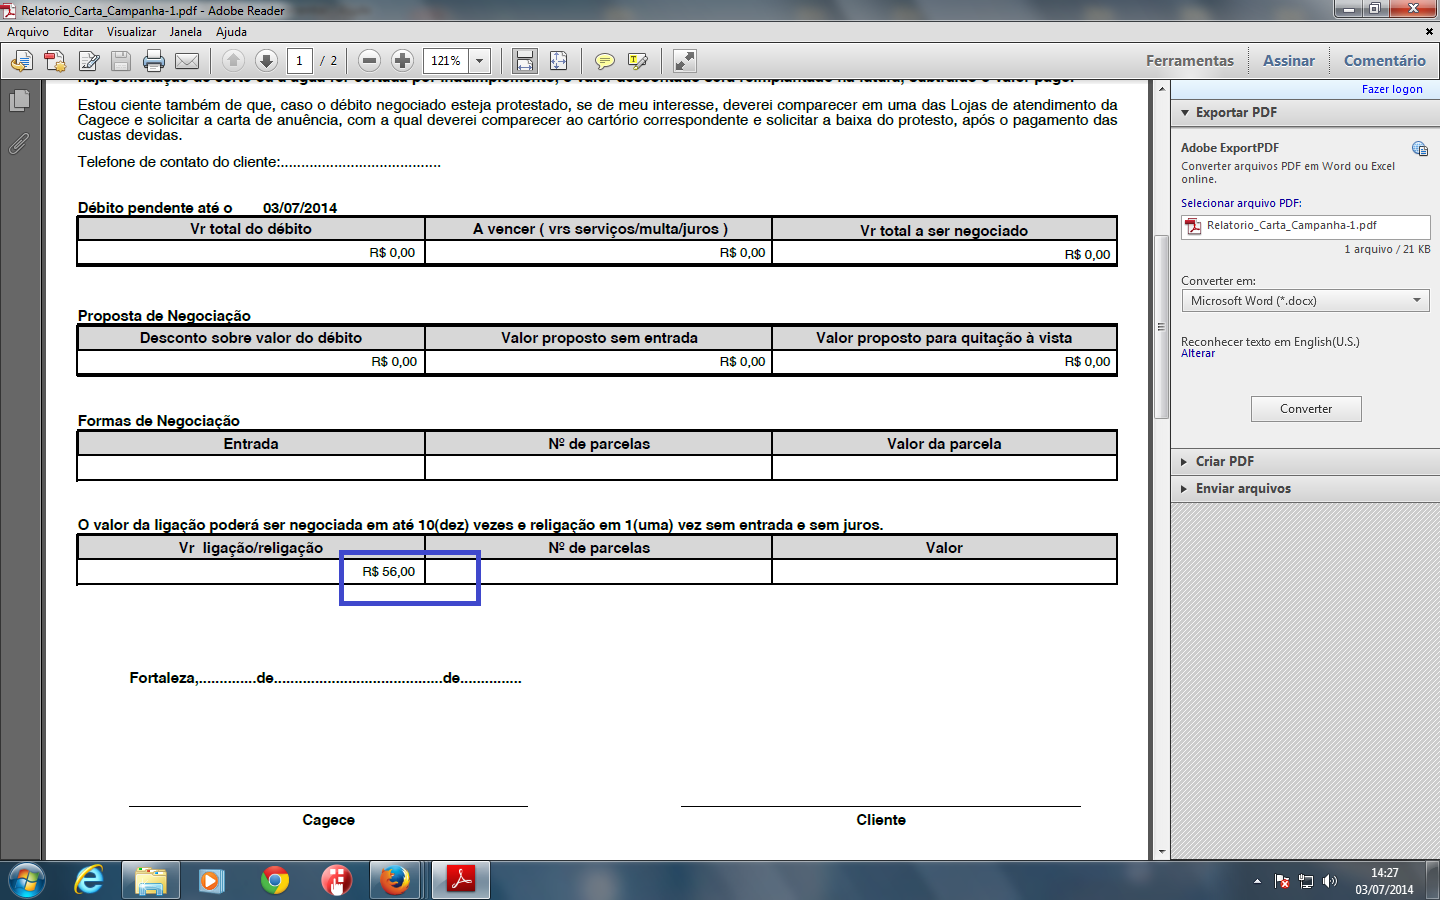 Relatorio_Carta_Campanha-1.pdf - Adobe Reader
Arquivo Editar Visualizar Janela Ajuda
1 / 2 121% Ferramentas Assinar Comentário
Fazer logon
Estou ciente também de que, caso o débito negociado esteja protestado, se de meu interesse, deverei comparecer em uma das Lojas de atendimento da
Cagece e solicitar a carta de anuência, com a qual deverei comparecer ao cartório correspondente e solicitar a baixa do protesto, após o pagamento das
custas devidas.
Telefone de contato do cliente:.......................................
Débito pendente até o 03/07/2014
Vr total do débito A vencer ( vrs serviços/multa/juros ) Vr total a ser negociado
R$ 0,00 R$ 0,00 R$ 0,00
Proposta de Negociação
Desconto sobre valor do débito Valor proposto sem entrada Valor proposto para quitação à vista
R$ 0,00 R$ 0,00 R$ 0,00
Formas de Negociação
Entrada Nº de parcelas Valor da parcela
O valor da ligação poderá ser negociada em até 10(dez) vezes e religação em 1(uma) vez sem entrada e sem juros.
Vr ligação/religação Nº de parcelas Valor
R$ 56,00
Fortaleza,..............de.........................................de...............
Cagece Cliente
Exportar PDF
Adobe ExportPDF
Converter arquivos PDF em Word ou Excel
online.
Selecionar arquivo PDF:
Relatorio_Carta_Campanha-1.pdf
1 arquivo / 21 KB
Converter em:
Microsoft Word (*.docx)
Reconhecer texto em English(U.S.)
Alterar
Converter
Criar PDF
Enviar arquivos
14:27
03/07/2014